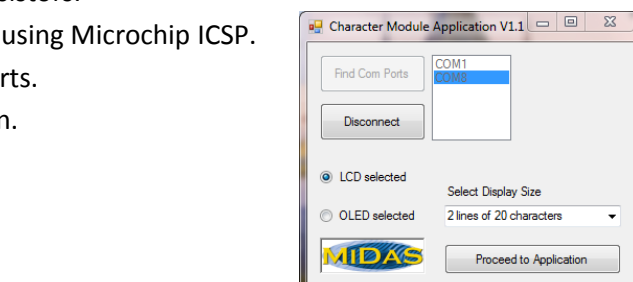 using Microchip ICSP.
Character Module Application V1.1
Find Com Ports
COM1
COM8
Disconnect
LCD selected
Select Display Size
OLED selected
2 lines of 20 characters
MIDAS
Proceed to Application